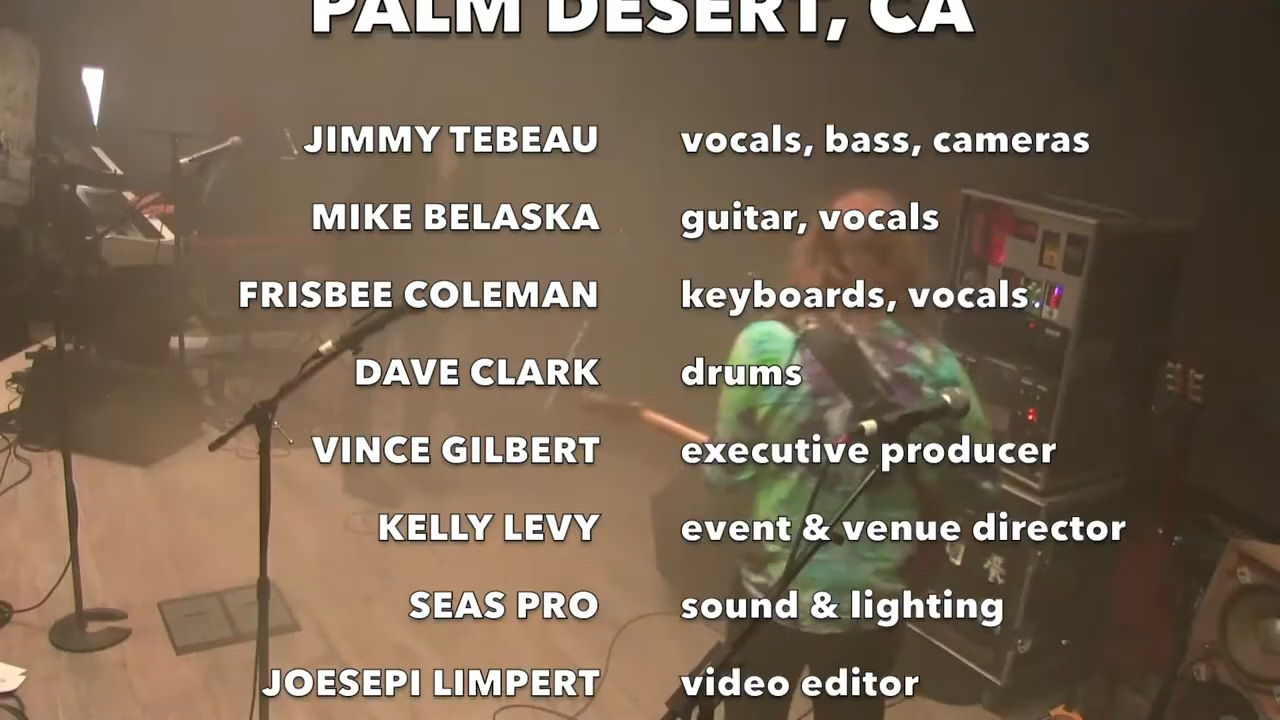 PALM DESERT, CA
JIMMY TEBEAU vocals, bass, cameras
MIKE BELASKA guitar, vocals
FRISBEE COLEMAN keyboards, vocals
DAVE CLARK drums
VINCE GILBERT executive producer
KELLY LEVY event & venue director
SEAS PRO sound & lighting
JOESEPI LIMPERT video editor